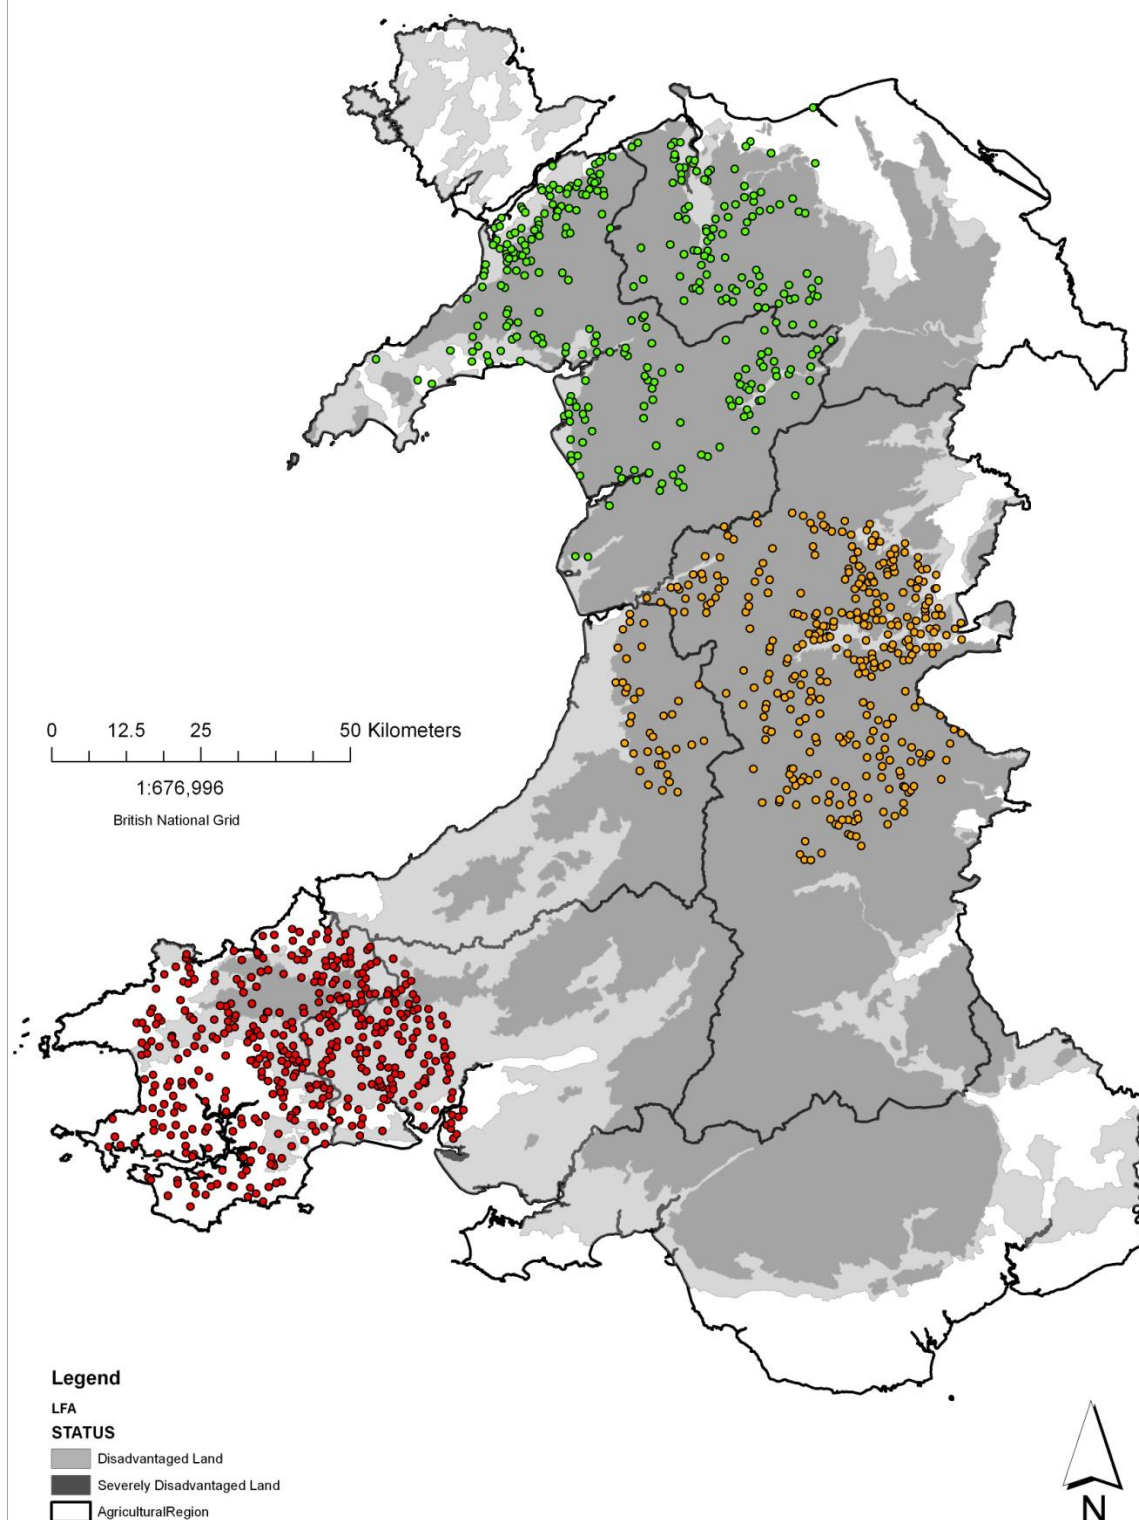 0 12.5 25 50 Kilometers
1:676,996
British National Grid
Legend
LFA
STATUS
Disadvantaged Land
Severely Disadvantaged Land
AgriculturalRegion
N